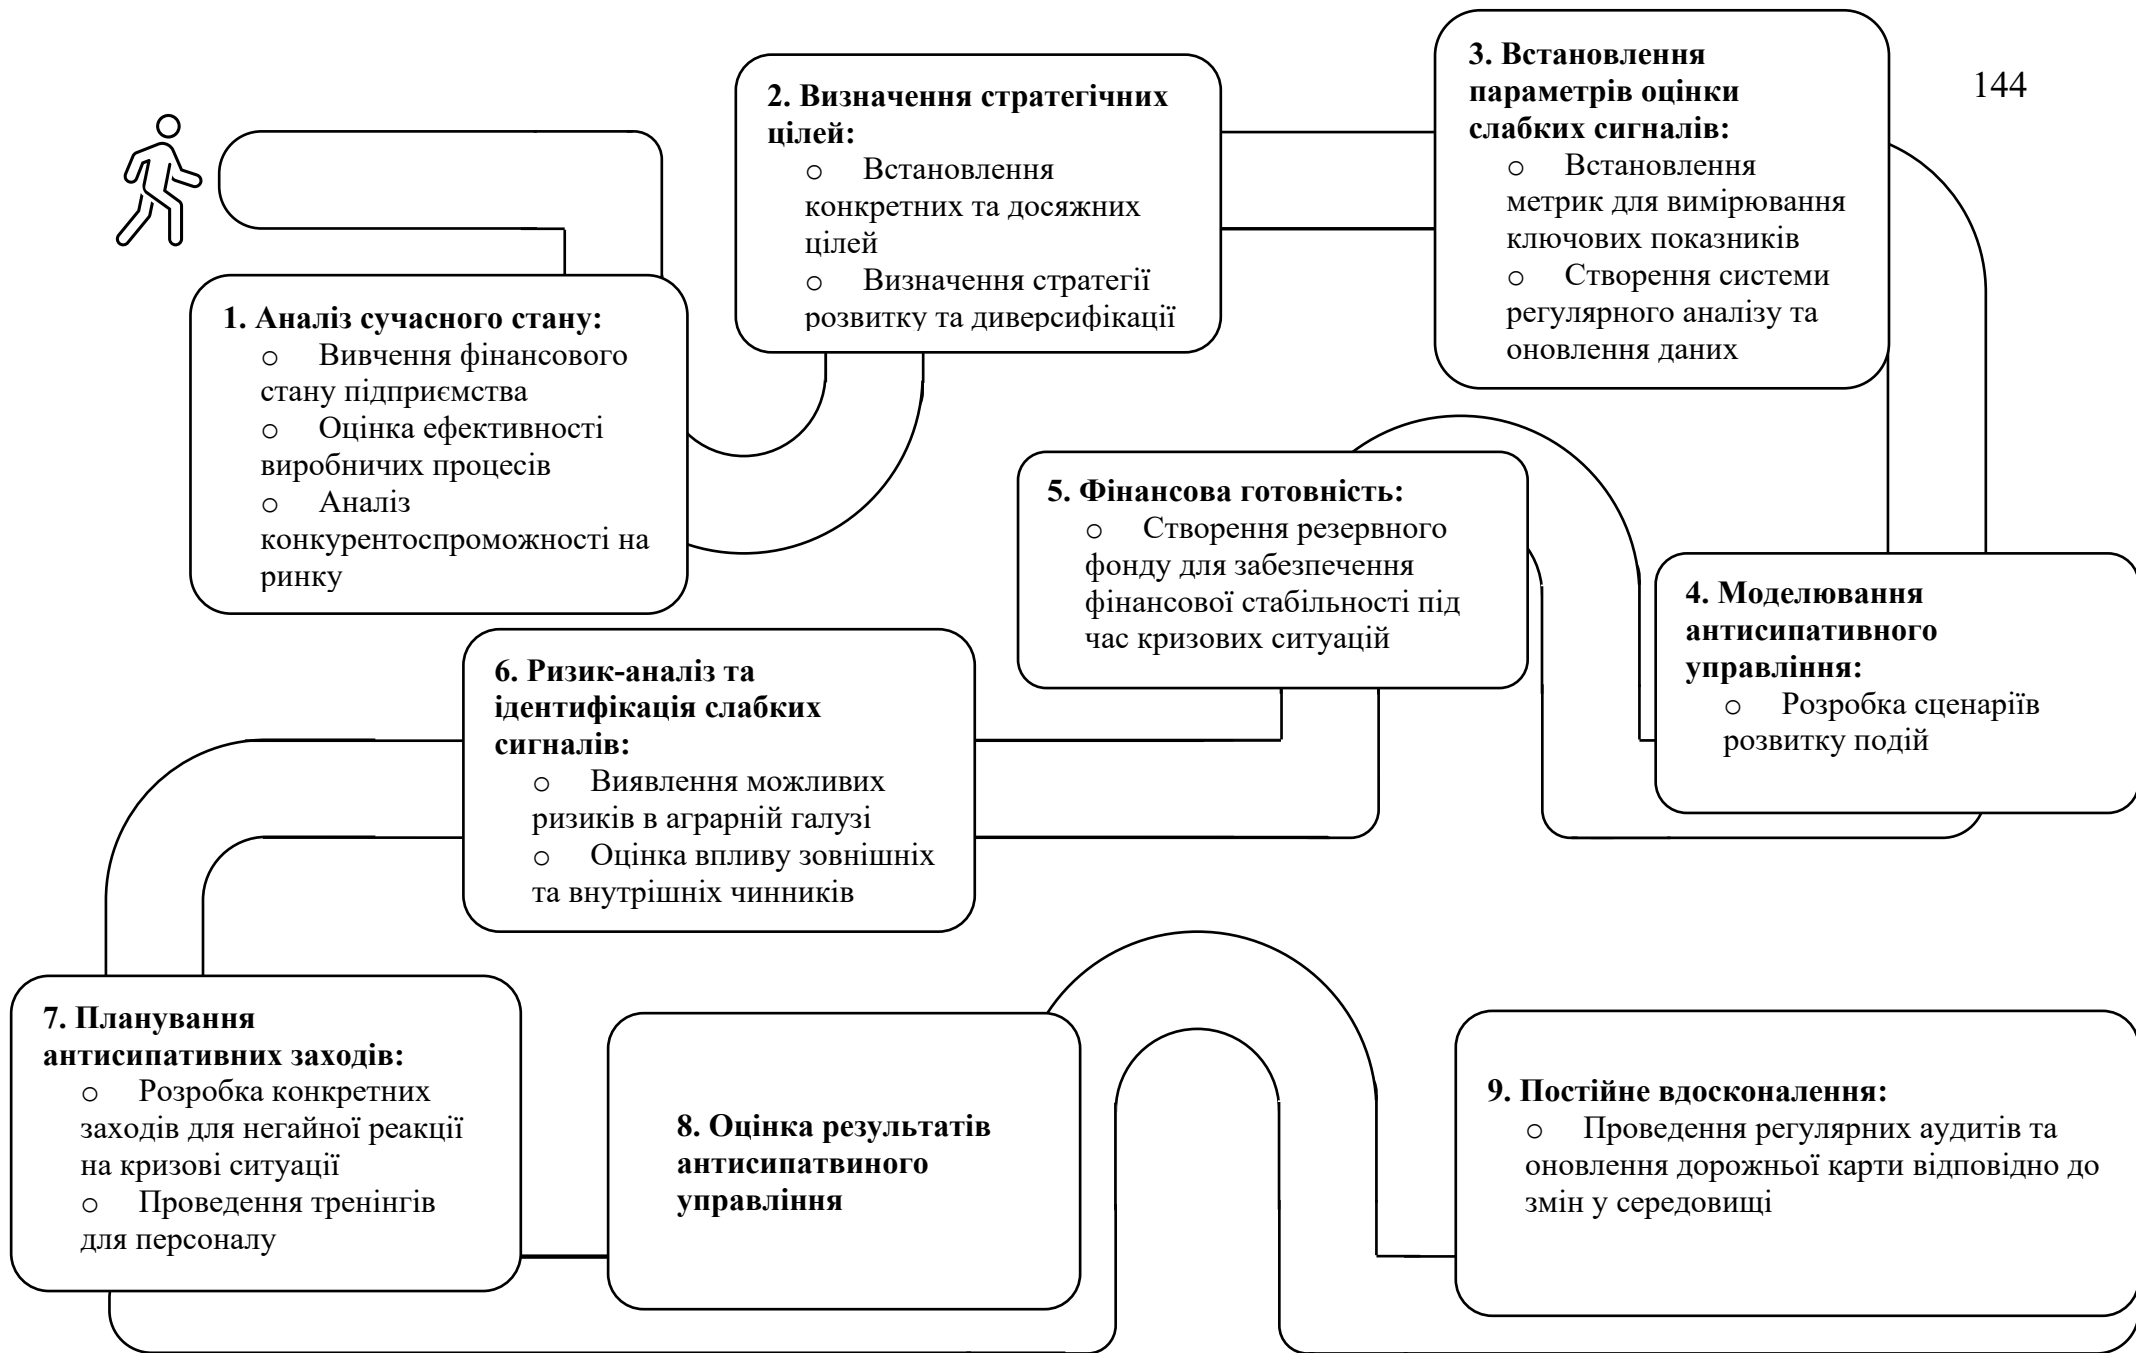 144
1. Аналіз сучасного стану:
o Вивчення фінансового
стану підприємства
o Оцінка ефективності
виробничих процесів
o Аналіз
конкурентоспроможності на
ринку
2. Визначення стратегічних
цілей:
o Встановлення
конкретних та досяжних
цілей
o Визначення стратегії
розвитку та диверсифікації
3. Встановлення
параметрів оцінки
слабких сигналів:
o Встановлення
метрик для вимірювання
ключових показників
o Створення системи
регулярного аналізу та
оновлення даних
4. Моделювання
антисипативного
управління:
o Розробка сценаріїв
розвитку подій
5. Фінансова готовність:
o Створення резервного
фонду для забезпечення
фінансової стабільності під
час кризових ситуацій
6. Ризик-аналіз та
ідентифікація слабких
сигналів:
o Виявлення можливих
ризиків в аграрній галузі
o Оцінка впливу зовнішніх
та внутрішніх чинників
7. Планування
антисипативних заходів:
o Розробка конкретних
заходів для негайної реакції
на кризові ситуації
o Проведення тренінгів
для персоналу
8. Оцінка результатів
антисипатвиного
управління
9. Постійне вдосконалення:
o Проведення регулярних аудитів та
оновлення дорожньої карти відповідно до
змін у середовищі